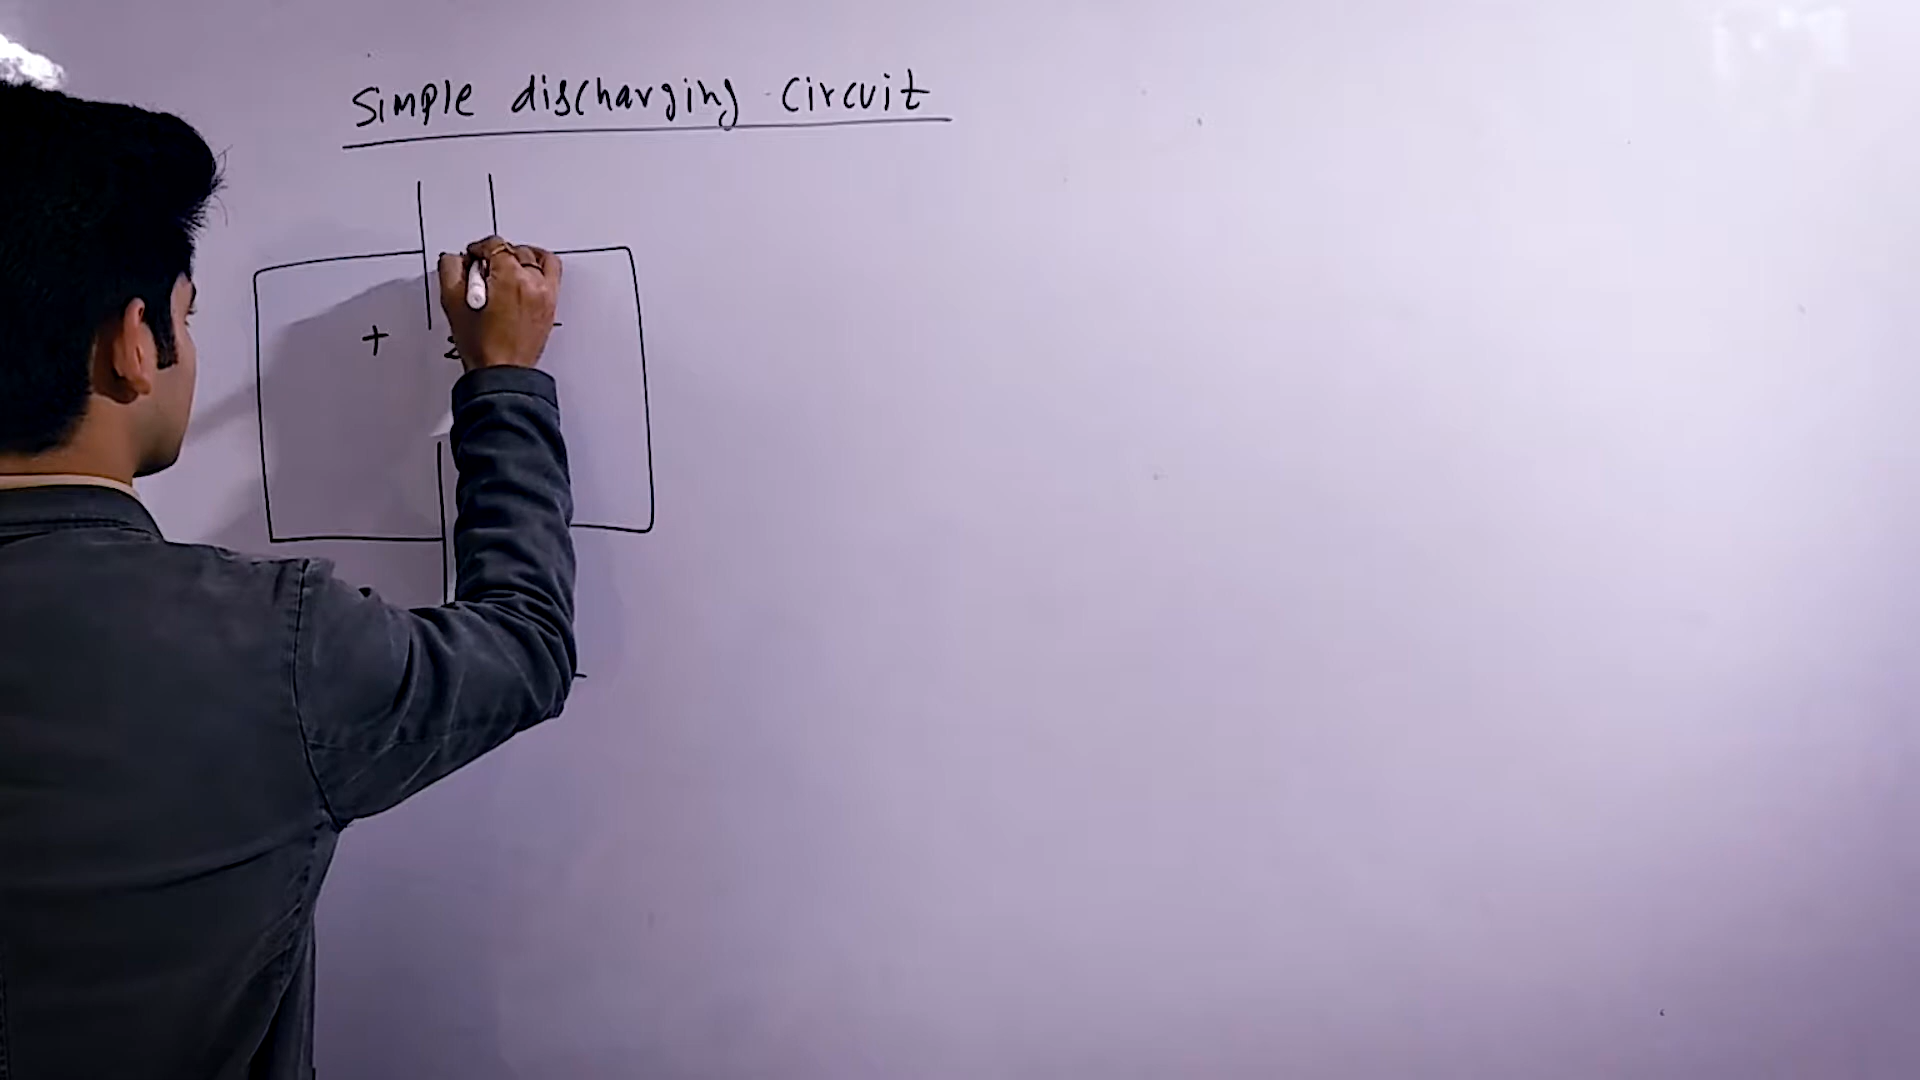 Simple discharging circuit
+ -
-